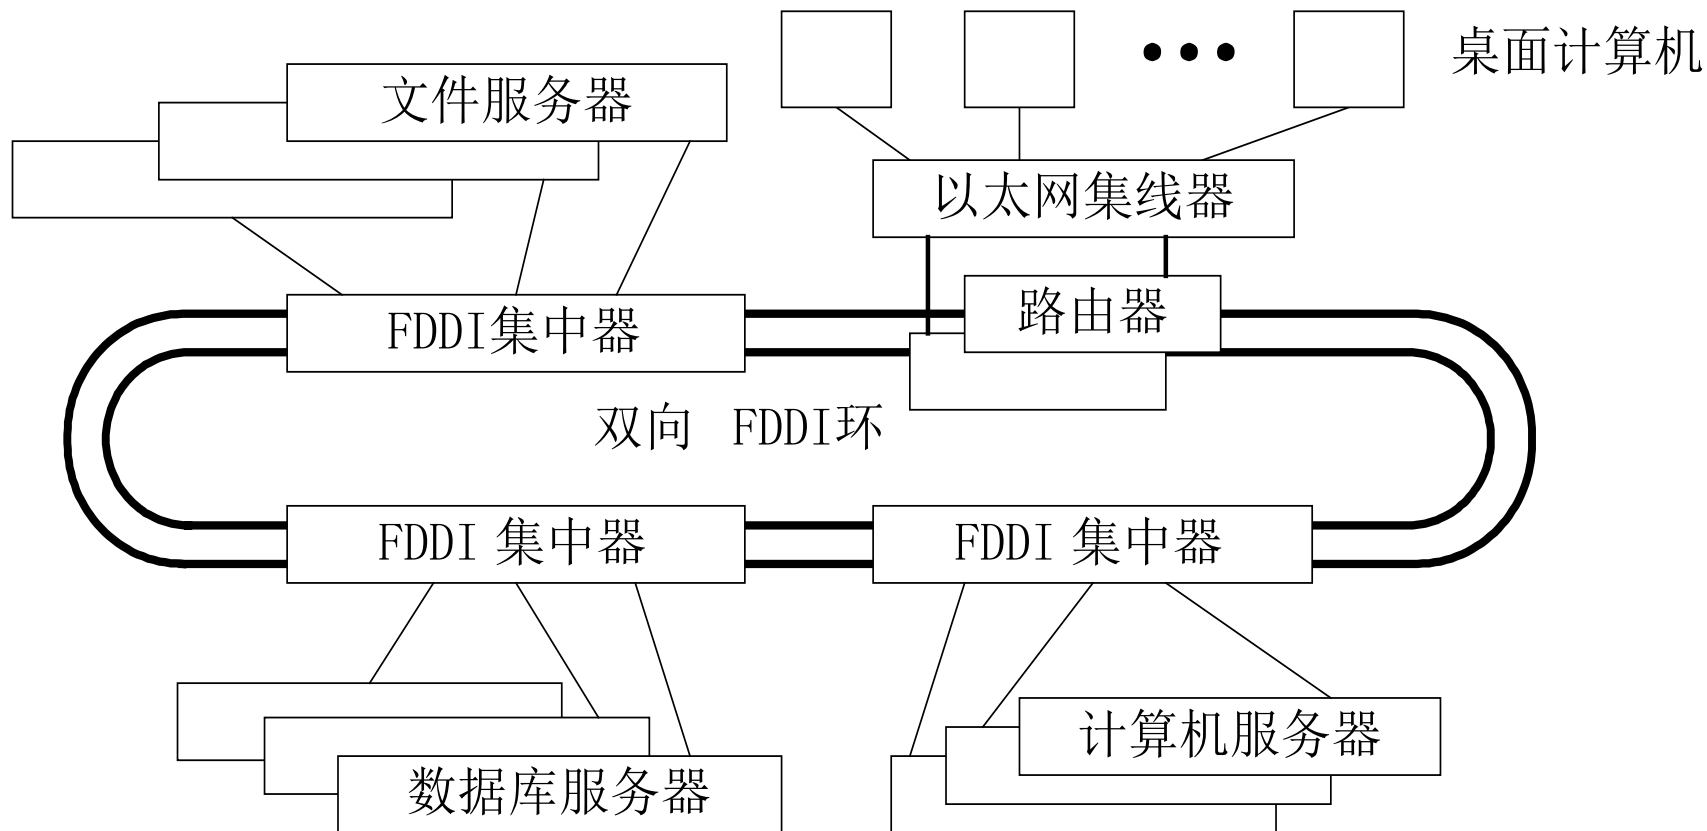 桌面计算机
文件服务器
以太网集线器
路由器
FDDI集中器
双向 FDDI环
FDDI 集中器
FDDI 集中器
计算机服务器
数据库服务器